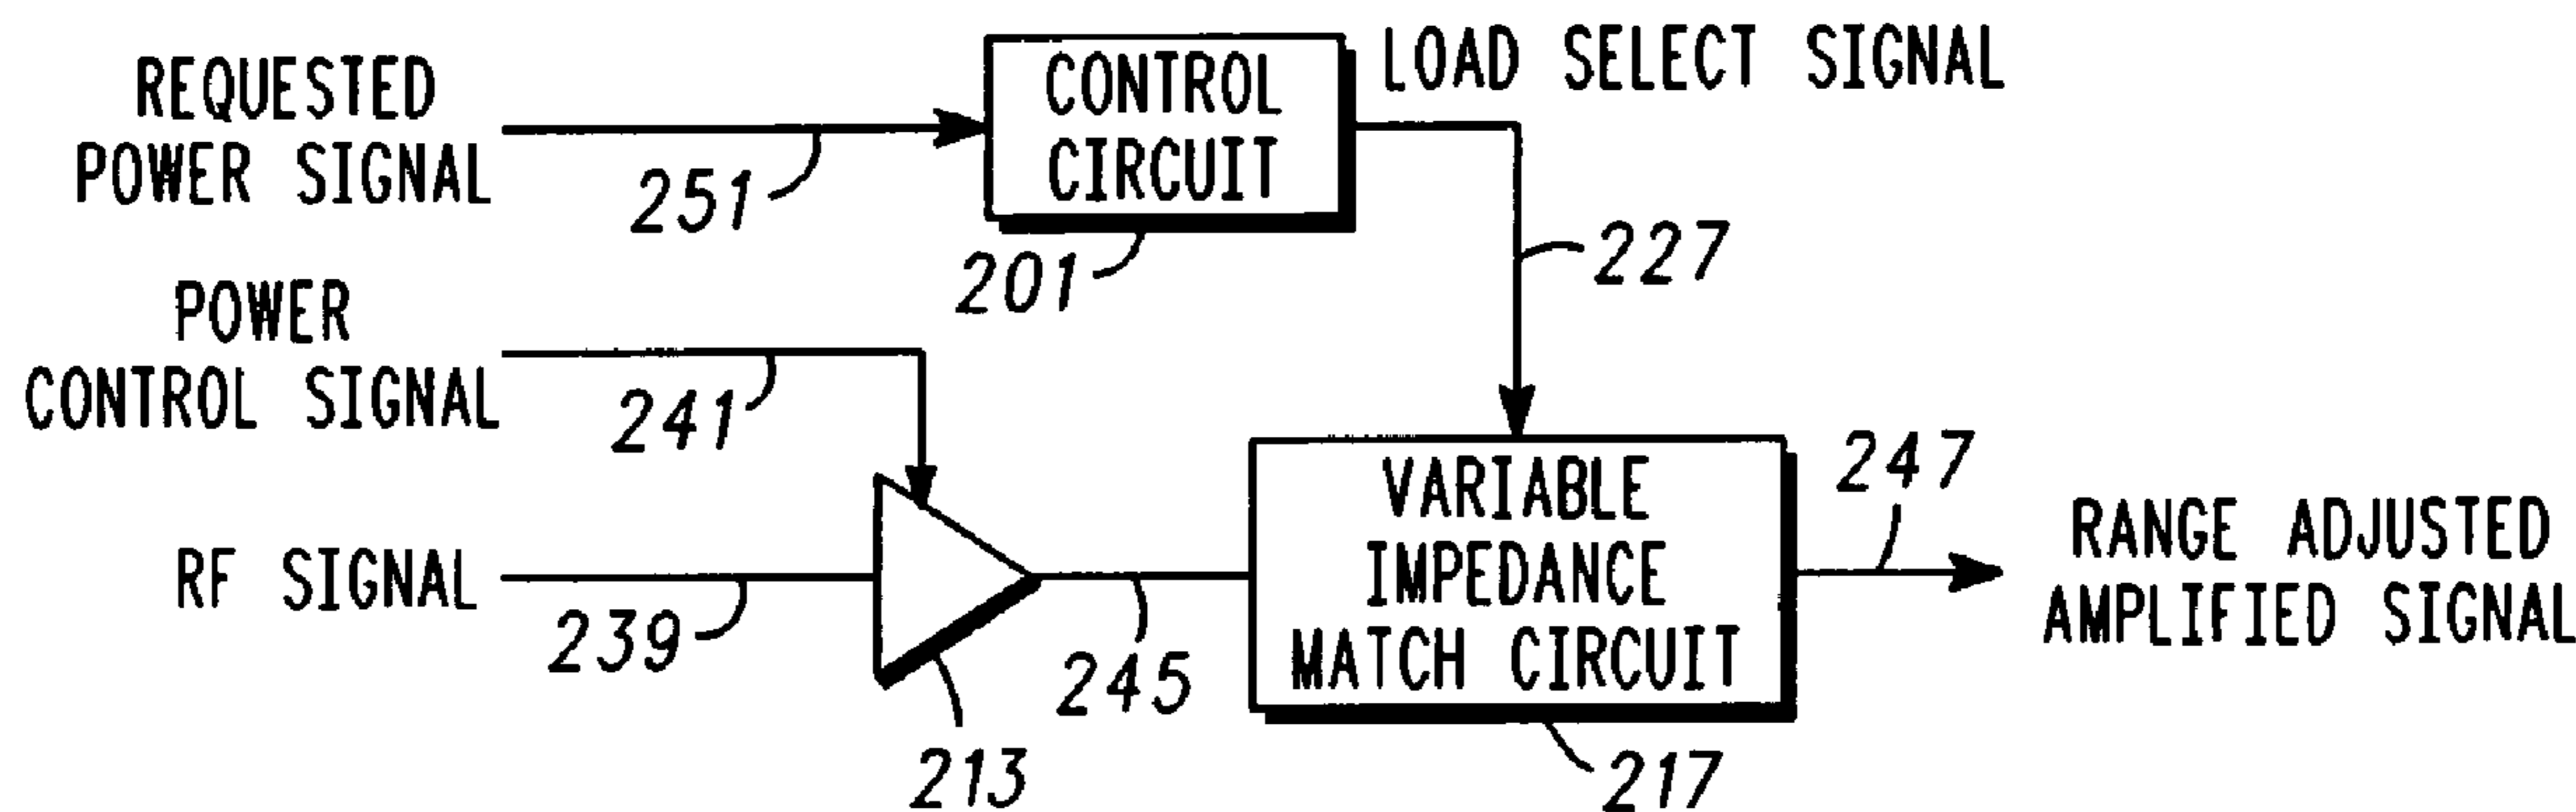 REQUESTED
POWER SIGNAL
251
CONTROL
CIRCUIT
201
LOAD SELECT SIGNAL
227
POWER
CONTROL SIGNAL
241
RF SIGNAL
239
213
245
VARIABLE
IMPEDANCE
MATCH CIRCUIT
217
247
RANGE ADJUSTED
AMPLIFIED SIGNAL